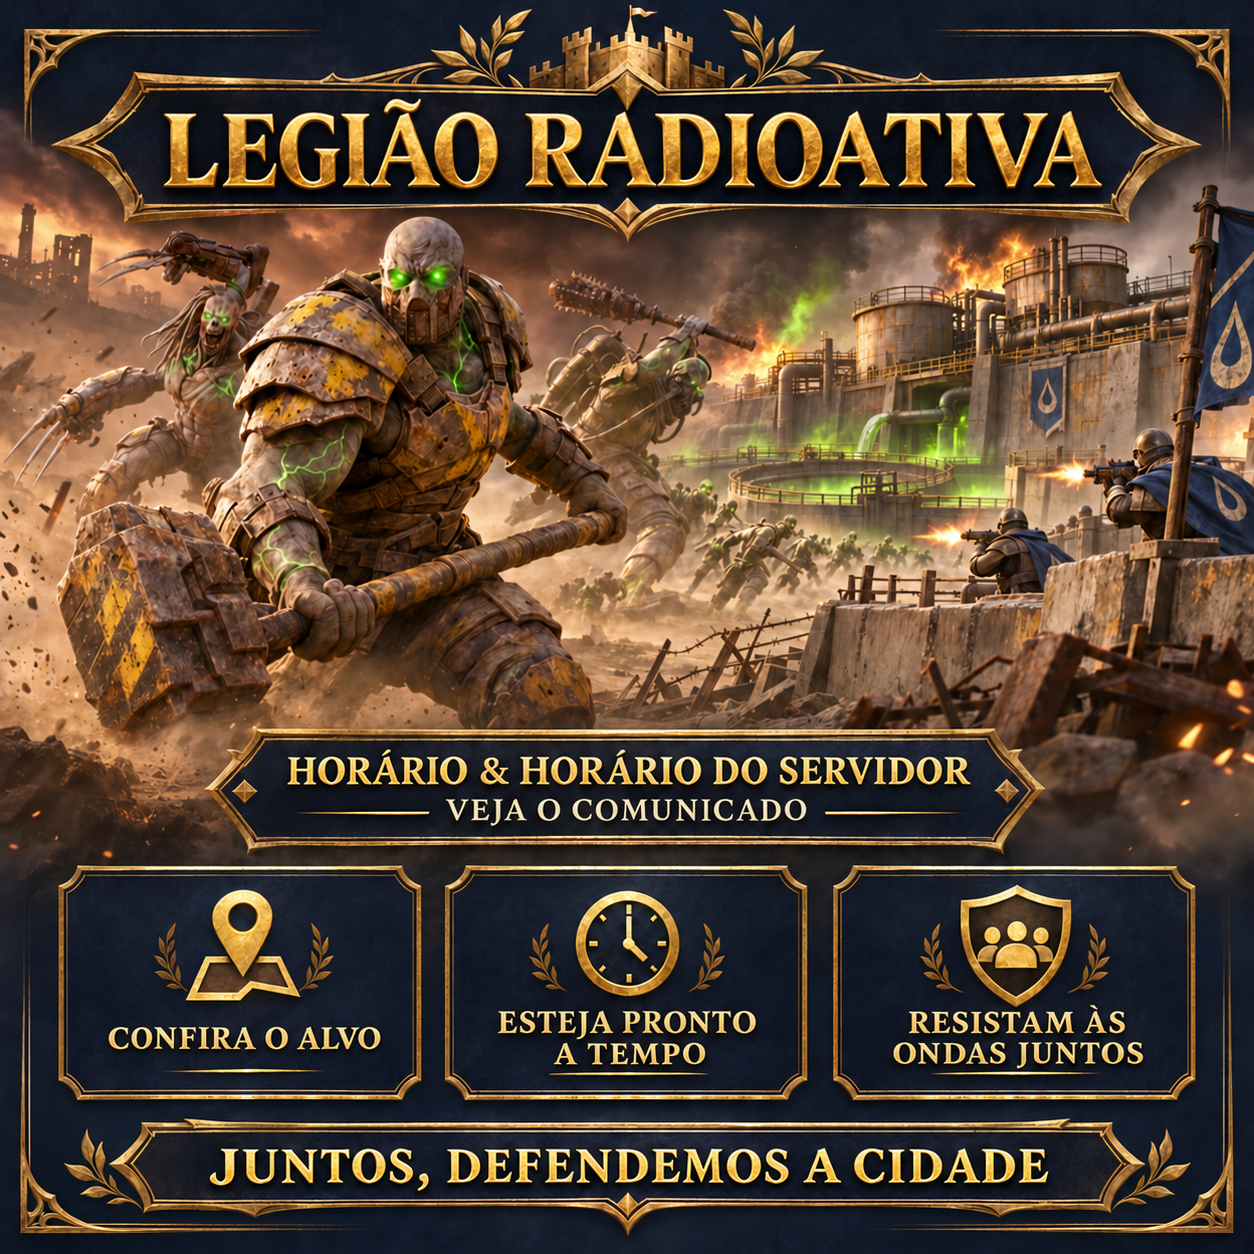 LEGIÃO RADIOATIVA
HORÁRIO & HORÁRIO DO SERVIDOR
VEJA O COMUNICADO
CONFIRA O ALVO
ESTEJA PRONTO
A TEMPO
RESISTAM ÀS
ONDAS JUNTOS
JUNTOS, DEFENDEMOS A CIDADE